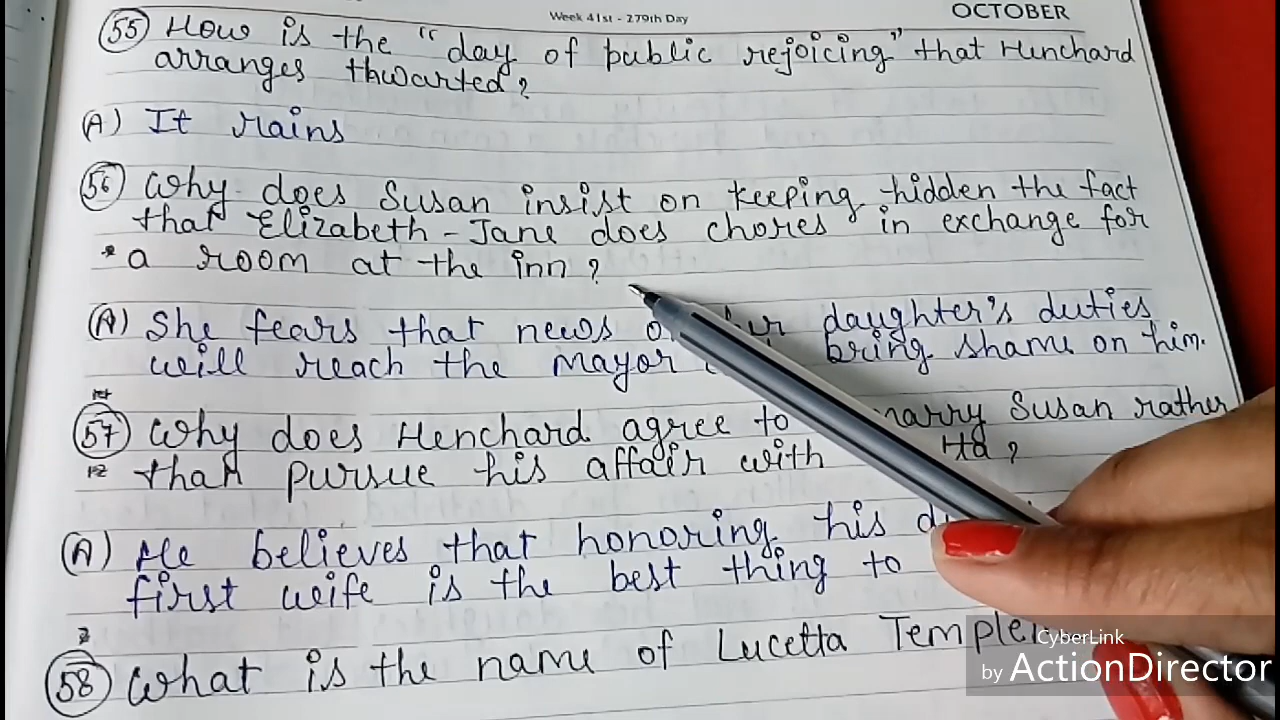 Week 41st - 279th Day
OCTOBER
55 How is the "day of public rejoicing" that Henchard
arranges thwarted?
(A) It rains
56 Why does Susan insist on keeping hidden the fact
that Elizabeth-Jane does chores in exchange for
* a room at the inn?
(A) She fears that news daughter's duties
will reach the mayor bring shame on him.
57 Why does Henchard agree to marry Susan rather
than pursue his affair with
(A) He believes that honoring his
first wife is the best thing to
58 What is the name of Lucetta
CyberLink
by ActionDirector